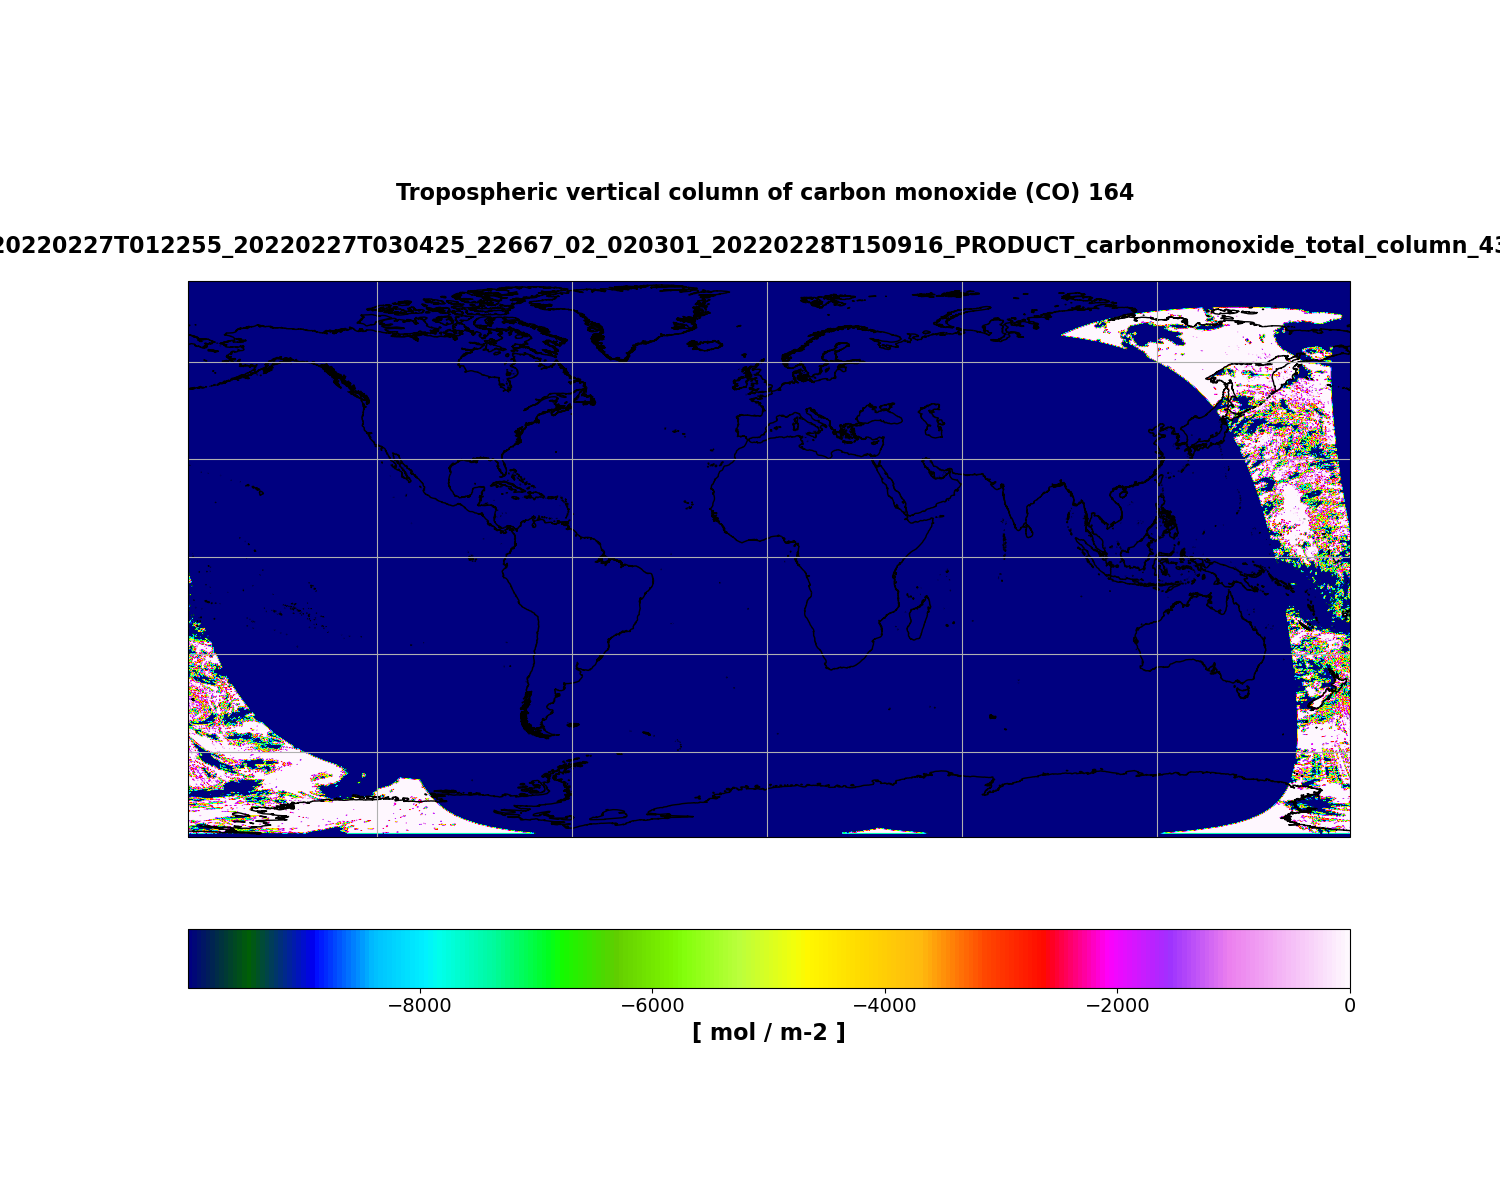 Tropospheric vertical column of carbon monoxide (CO) 164
20220227T012255_20220227T030425_22667_02_020301_20220228T150916_PRODUCT_carbonmonoxide_total_column_43
−8000 −6000 −4000 −2000 0
[ mol / m-2 ]